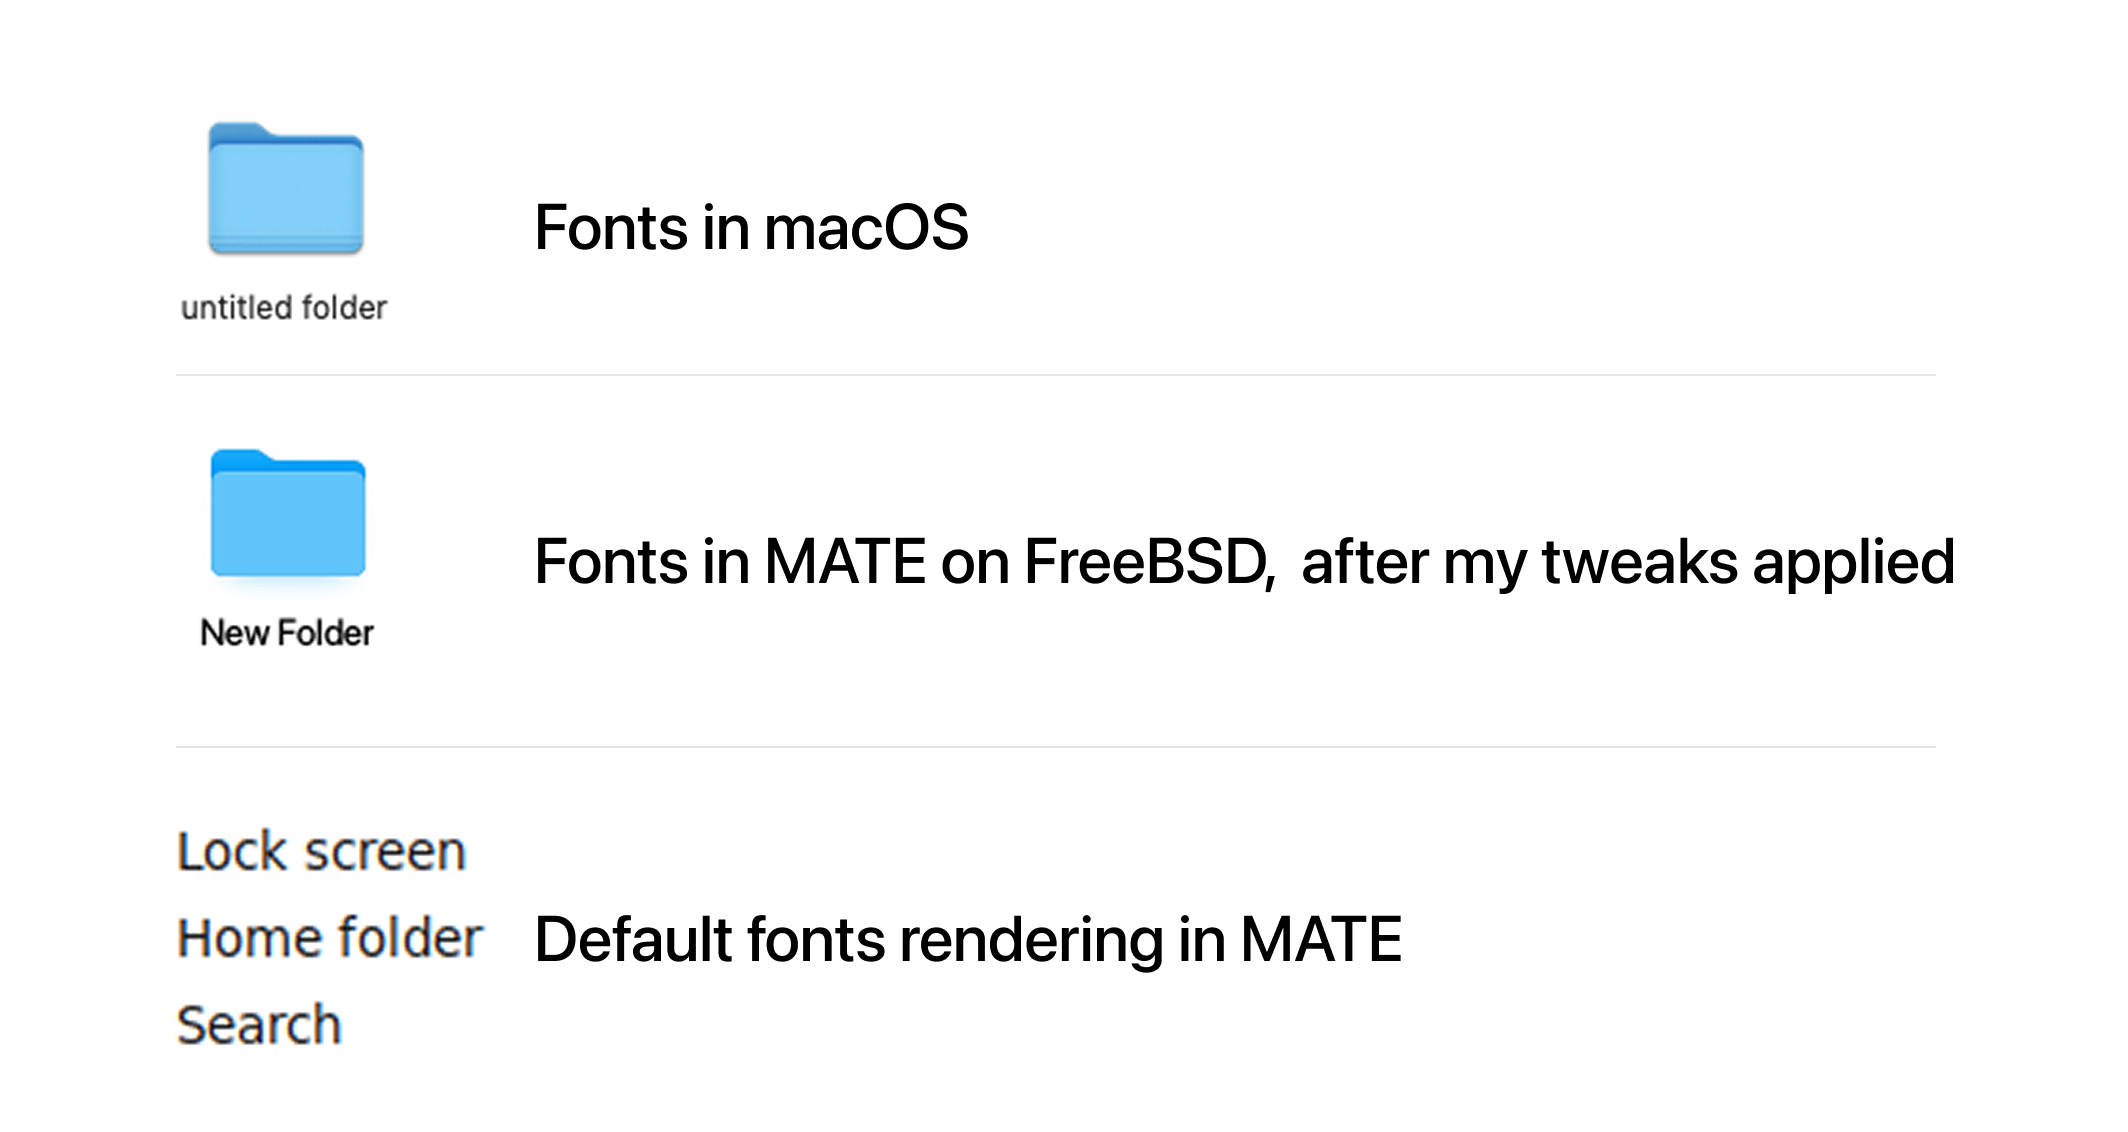 Fonts in macOS
untitled folder
Fonts in MATE on FreeBSD,  after my tweaks applied
New Folder
Lock screen
Home folder
Default fonts rendering in MATE
Search